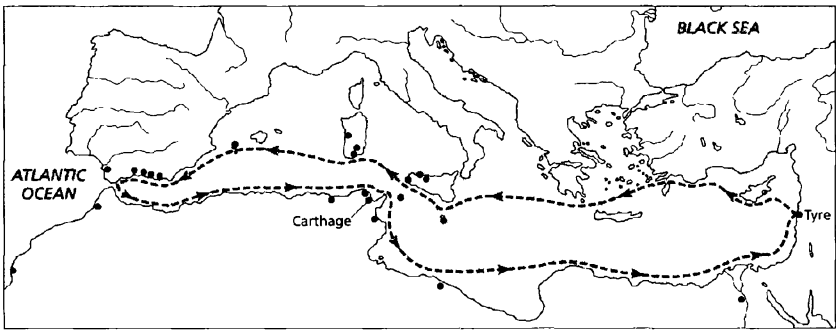 BLACK SEA
ATLANTIC
OCEAN
Carthage
Tyre